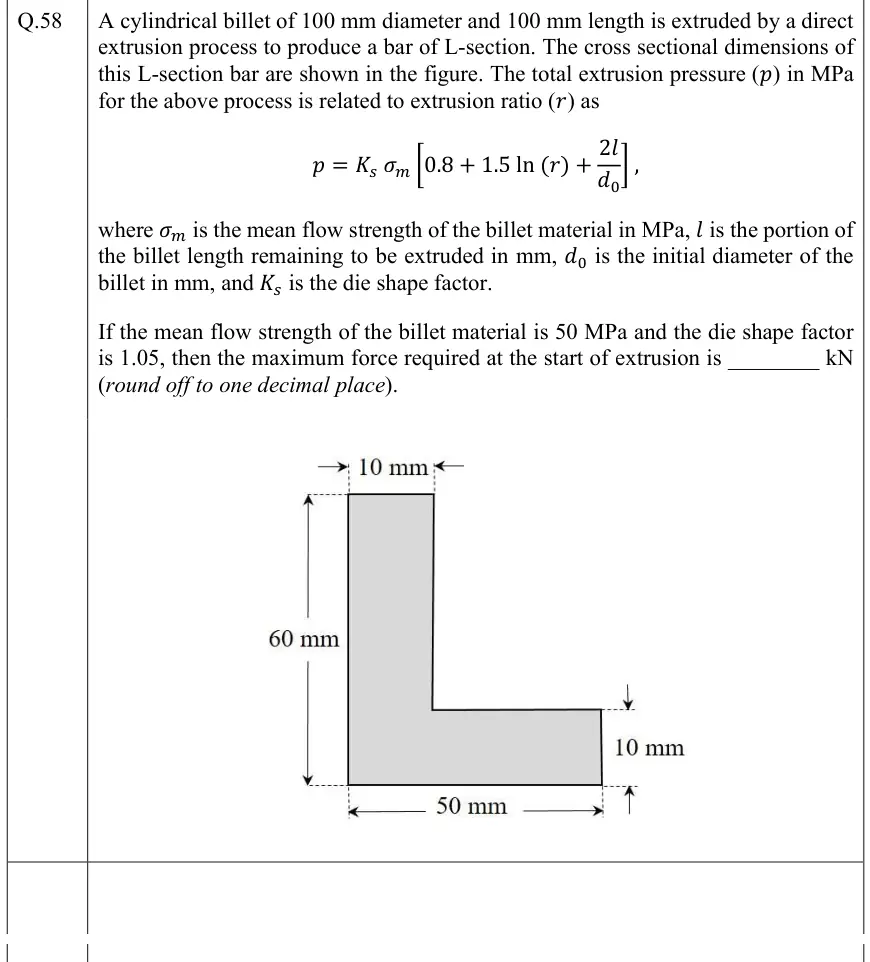 Q.58 A cylindrical billet of 100 mm diameter and 100 mm length is extruded by a direct
extrusion process to produce a bar of L-section. The cross sectional dimensions of
this L-section bar are shown in the figure. The total extrusion pressure (𝑝) in MPa
for the above process is related to extrusion ratio (𝑟) as
𝑝 = 𝐾ₛ 𝜎ₘ [0.8 + 1.5 ln (𝑟) + 2𝑙/𝑑₀],
where 𝜎ₘ is the mean flow strength of the billet material in MPa, 𝑙 is the portion of
the billet length remaining to be extruded in mm, 𝑑₀ is the initial diameter of the
billet in mm, and 𝐾ₛ is the die shape factor.
If the mean flow strength of the billet material is 50 MPa and the die shape factor
is 1.05, then the maximum force required at the start of extrusion is ________ kN
(round off to one decimal place).
10 mm
60 mm
10 mm
50 mm